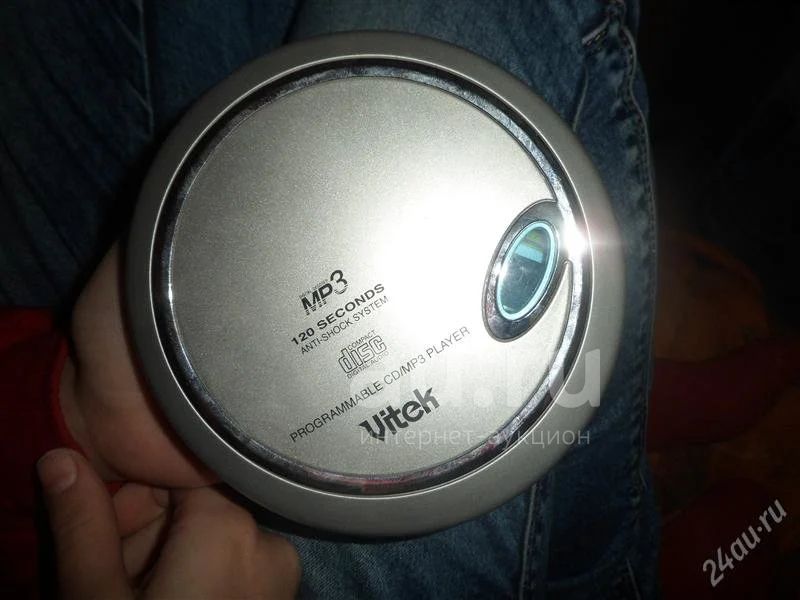 MP3
120 SECONDS
ANTI-SHOCK SYSTEM
COMPACT
disc
DIGITAL AUDIO
PROGRAMMABLE CD/MP3 PLAYER
Vitek
.ru
интернет-аукцион
24au.ru